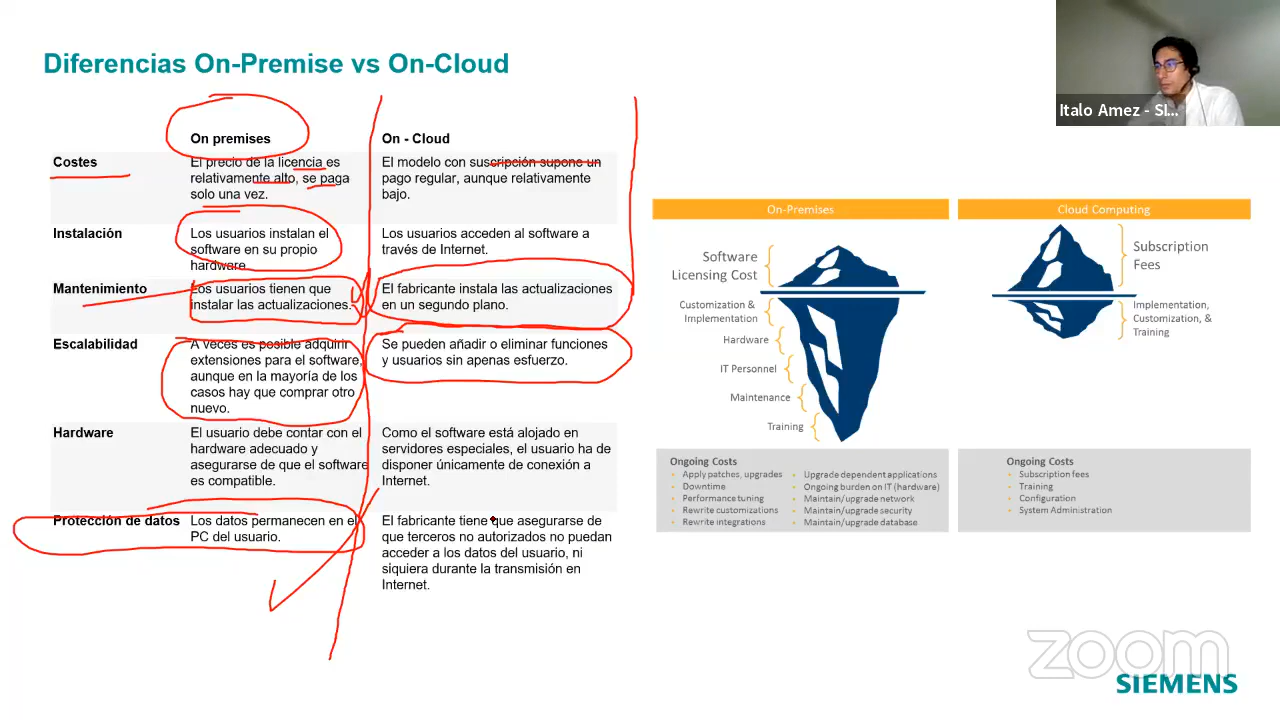 Diferencias On-Premise vs On-Cloud
Italo Amez - SI...
On premises
On - Cloud
Costes
El precio de la licencia es
relativamente alto, se paga
solo una vez.
El modelo con suscripción supone un
pago regular, aunque relativamente
bajo.
Instalación
Los usuarios instalan el
software en su propio
hardware.
Los usuarios acceden al software a
través de Internet.
Mantenimiento
Los usuarios tienen que
instalar las actualizaciones.
El fabricante instala las actualizaciones
en un segundo plano.
Escalabilidad
A veces es posible adquirir
extensiones para el software,
aunque en la mayoría de los
casos hay que comprar otro
nuevo.
Se pueden añadir o eliminar funciones
y usuarios sin apenas esfuerzo.
Hardware
El usuario debe contar con el
hardware adecuado y
asegurarse de que el software
es compatible.
Como el software está alojado en
servidores especiales, el usuario ha de
disponer únicamente de conexión a
Internet.
Protección de datos
Los datos permanecen en el
PC del usuario.
El fabricante tiene que asegurarse de
que terceros no autorizados no puedan
acceder a los datos del usuario, ni
siquiera durante la transmisión en
Internet.
On-Premises
Software
Licensing Cost
Customization &
Implementation
Hardware
IT Personnel
Maintenance
Training
Ongoing Costs
Apply patches, upgrades
Downtime
Performance tuning
Rewrite customizations
Rewrite integrations
Upgrade dependent applications
Ongoing burden on IT (hardware)
Maintain/upgrade network
Maintain/upgrade security
Maintain/upgrade database
Cloud Computing
Subscription
Fees
Implementation,
Customization, &
Training
Ongoing Costs
Subscription fees
Training
Configuration
System Administration
zoom
SIEMENS